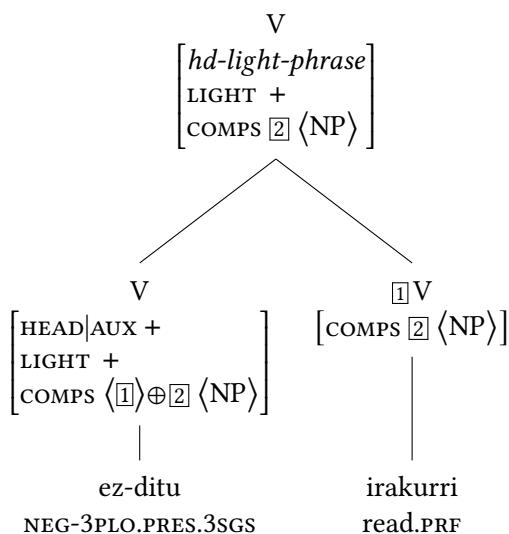 V
[hd-light-phrase
LIGHT +
COMPS 2 ⟨NP⟩]
V
[HEAD|AUX +
LIGHT +
COMPS ⟨1⟩⊕2 ⟨NP⟩]
1V
[COMPS 2 ⟨NP⟩]
ez-ditu
NEG-3PLO.PRES.3SGS
irakurri
read.PRF